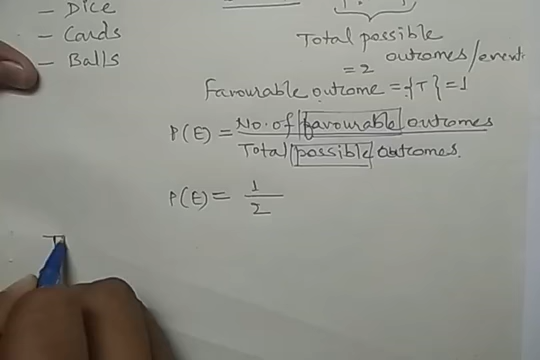 - Dice
- Cards
- Balls
Total possible
outcomes/event
= 2
Favourable outcome = {T} = 1
P(E) = No. of favourable outcomes
Total possible outcomes.
P(E) = 1
2
T